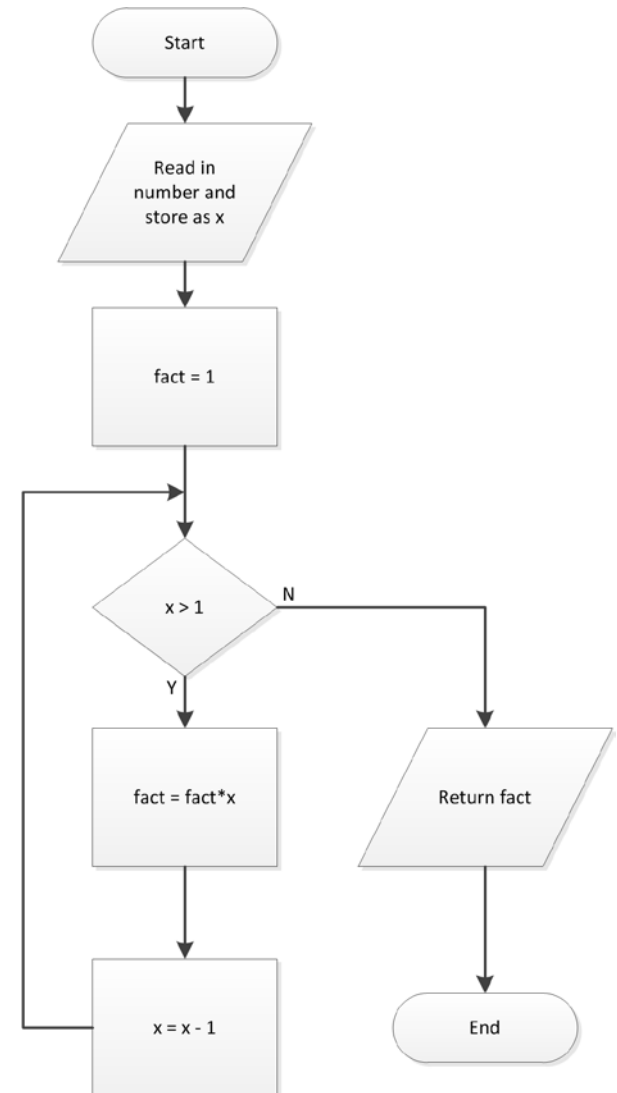 Start
Read in
number and
store as x
fact = 1
x > 1
N
Y
fact = fact*x
Return fact
x = x - 1
End